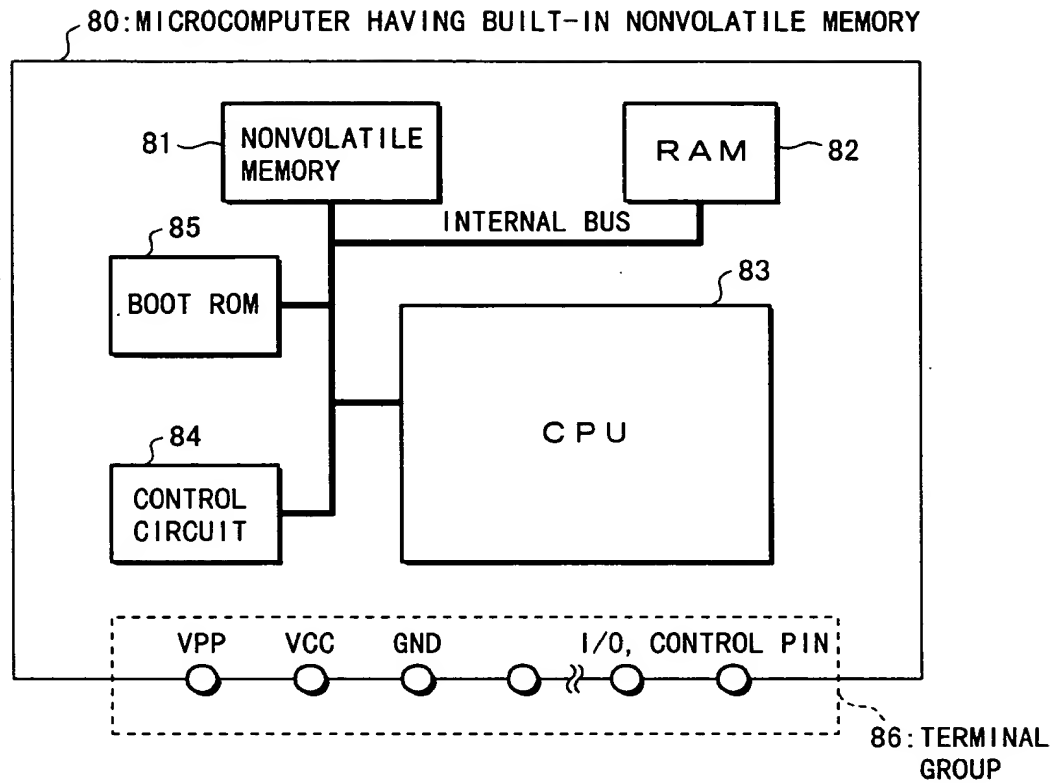 80:MICROCOMPUTER HAVING BUILT-IN NONVOLATILE MEMORY
81
NONVOLATILE
MEMORY
RAM
82
INTERNAL BUS
85
BOOT ROM
83
CPU
84
CONTROL
CIRCUIT
VPP VCC GND I/O, CONTROL PIN
86:TERMINAL
GROUP